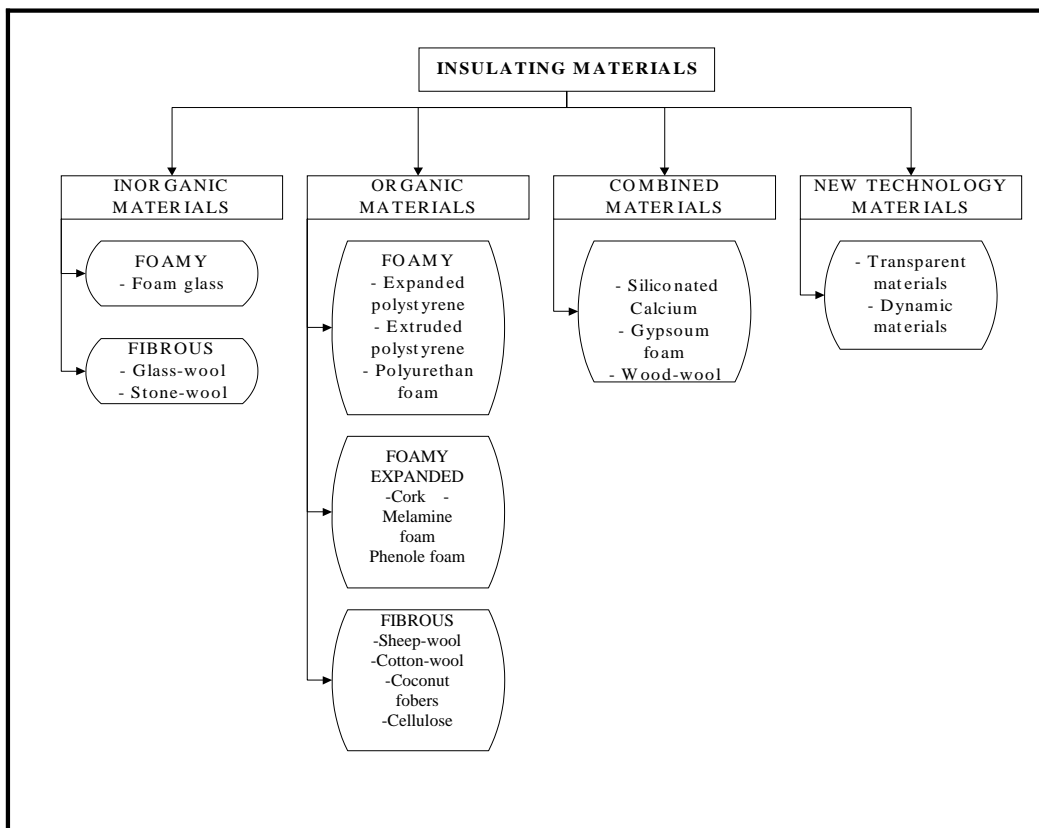 INSULATING MATERIALS
INORGANIC
MATERIALS
FOAMY
- Foam glass
FIBROUS
- Glass-wool
- Stone-wool
ORGANIC
MATERIALS
FOAMY
- Expanded
polystyrene
- Extruded
polystyrene
- Polyurethan
foam
FOAMY
EXPANDED
-Cork -
Melamine
foam
Phenole foam
FIBROUS
-Sheep-wool
-Cotton-wool
-Coconut
fobers
-Cellulose
COMBINED
MATERIALS
- Siliconated
Calcium
- Gypsoum
foam
- Wood-wool
NEW TECHNOLOGY
MATERIALS
- Transparent
materials
- Dynamic
materials